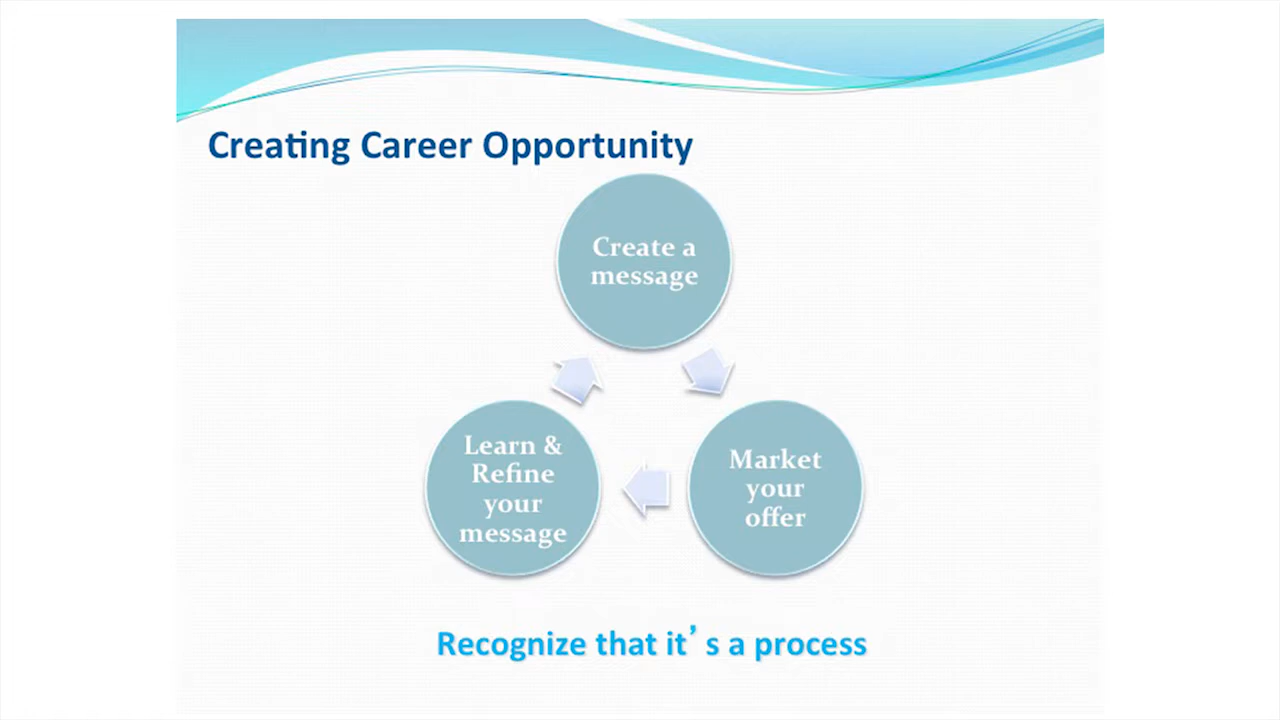 Creating Career Opportunity
Create a
message
Market
your
offer
Learn &
Refine
your
message
Recognize that it’ s a process